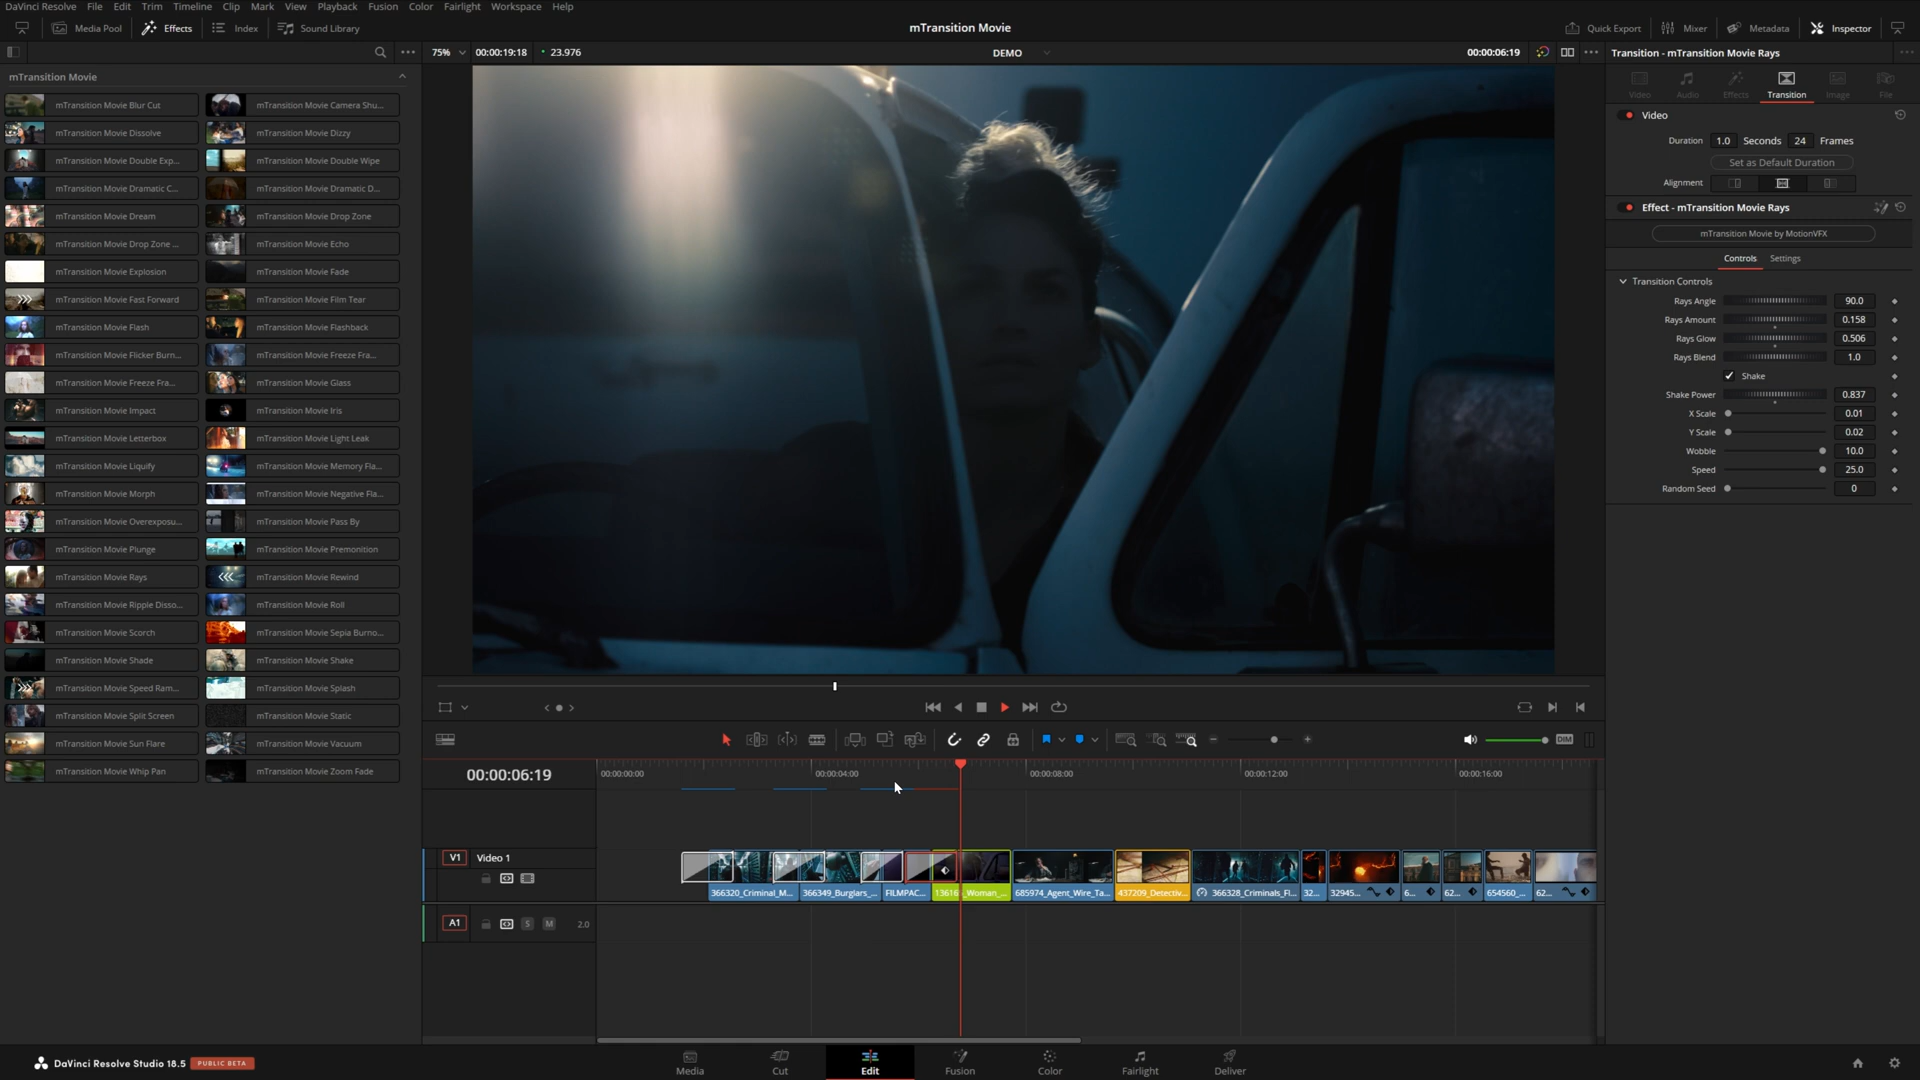 DaVinci Resolve File Edit Trim Timeline Clip Mark View Playback Fusion Color Fairlight Workspace Help
Media Pool Effects Index Sound Library mTransition Movie Quick Export Mixer Metadata Inspector
75% 00:00:19:18 23.976 DEMO 00:00:06:19 Transition - mTransition Movie Rays
mTransition Movie
mTransition Movie Blur Cut mTransition Movie Camera Shu...
mTransition Movie Dissolve mTransition Movie Dizzy
mTransition Movie Double Exp... mTransition Movie Double Wipe
mTransition Movie Dramatic C... mTransition Movie Dramatic D...
mTransition Movie Dream mTransition Movie Drop Zone
mTransition Movie Drop Zone ... mTransition Movie Echo
mTransition Movie Explosion mTransition Movie Fade
mTransition Movie Fast Forward mTransition Movie Film Tear
mTransition Movie Flash mTransition Movie Flashback
mTransition Movie Flicker Burn... mTransition Movie Freeze Fra...
mTransition Movie Freeze Fra... mTransition Movie Glass
mTransition Movie Impact mTransition Movie Iris
mTransition Movie Letterbox mTransition Movie Light Leak
mTransition Movie Liquify mTransition Movie Memory Fla...
mTransition Movie Morph mTransition Movie Negative Fla...
mTransition Movie Overexposu... mTransition Movie Pass By
mTransition Movie Plunge mTransition Movie Premonition
mTransition Movie Rays mTransition Movie Rewind
mTransition Movie Ripple Disso... mTransition Movie Roll
mTransition Movie Scorch mTransition Movie Sepia Burno...
mTransition Movie Shade mTransition Movie Shake
mTransition Movie Speed Ram... mTransition Movie Splash
mTransition Movie Split Screen mTransition Movie Static
mTransition Movie Sun Flare mTransition Movie Vacuum
mTransition Movie Whip Pan mTransition Movie Zoom Fade
Video Audio Effects Transition Image File
Video
Duration 1.0 Seconds 24 Frames
Set as Default Duration
Alignment
Effect - mTransition Movie Rays
mTransition Movie by MotionVFX
Controls Settings
Transition Controls
Rays Angle 90.0
Rays Amount 0.158
Rays Glow 0.506
Rays Blend 1.0
Shake
Shake Power 0.837
X Scale 0.01
Y Scale 0.02
Wobble 10.0
Speed 25.0
Random Seed 0
DIM
00:00:06:19 00:00:00:00 00:00:04:00 00:00:08:00 00:00:12:00 00:00:16:00
V1 Video 1
366320_Criminal_M... 366349_Burglars_... FILMPAC... 13616 _Woman_... 685974_Agent_Wire_Ta... 437209_Detectiv... 366328_Criminals_Fl... 32... 32945... 6... 62... 654560_... 62...
A1 S M 2.0
DaVinci Resolve Studio 18.5 PUBLIC BETA
Media Cut Edit Fusion Color Fairlight Deliver